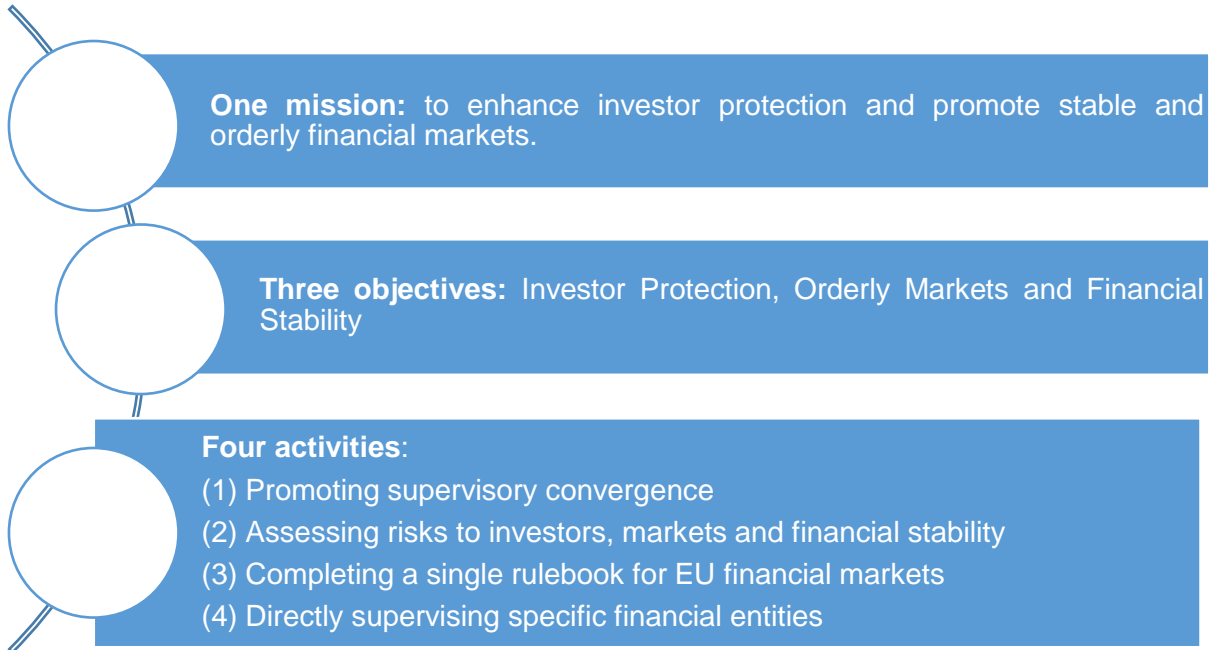 One mission: to enhance investor protection and promote stable and
orderly financial markets.
Three objectives: Investor Protection, Orderly Markets and Financial
Stability
Four activities:
(1) Promoting supervisory convergence
(2) Assessing risks to investors, markets and financial stability
(3) Completing a single rulebook for EU financial markets
(4) Directly supervising specific financial entities